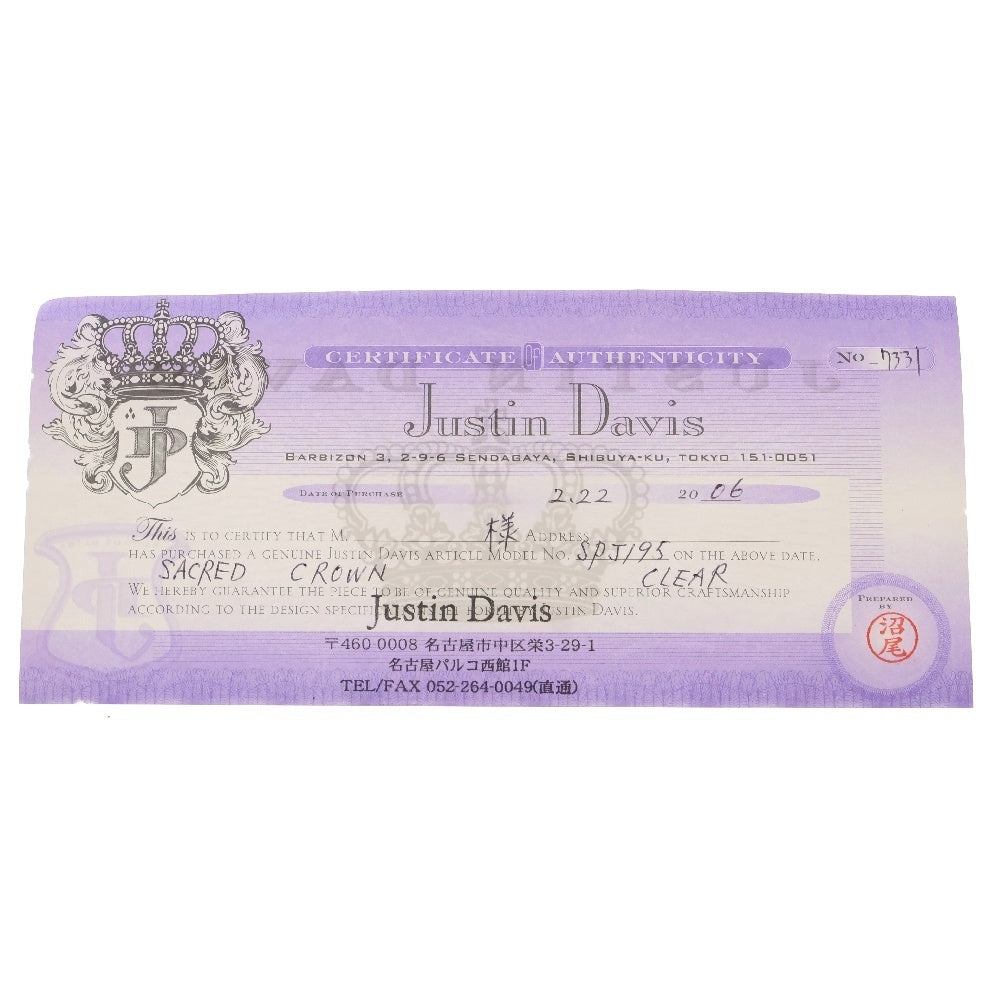 CERTIFICATE OF AUTHENTICITY
No 7331
JUSTIN DAV
JD
Justin Davis
BARBIZON 3, 2-9-6 SENDAGAYA, SHIBUYA-KU, TOKYO 151-0051
DATE OF PURCHASE 2.22 2006
This IS TO CERTIFY THAT M. 様 ADDRESS
HAS PURCHASED A GENUINE JUSTIN DAVIS ARTICLE MODEL NO. SPJ195 ON THE ABOVE DATE.
SACRED CROWN CLEAR
WE HEREBY GUARANTEE THE PIECE TO BE OF GENUINE QUALITY AND SUPERIOR CRAFTSMANSHIP
ACCORDING TO THE DESIGN JUSTIN DAVIS.
Justin Davis
〒460-0008 名古屋市中区栄3-29-1
名古屋パルコ西館1F
TEL/FAX 052-264-0049(直通)
PREPARED
BY
沼尾